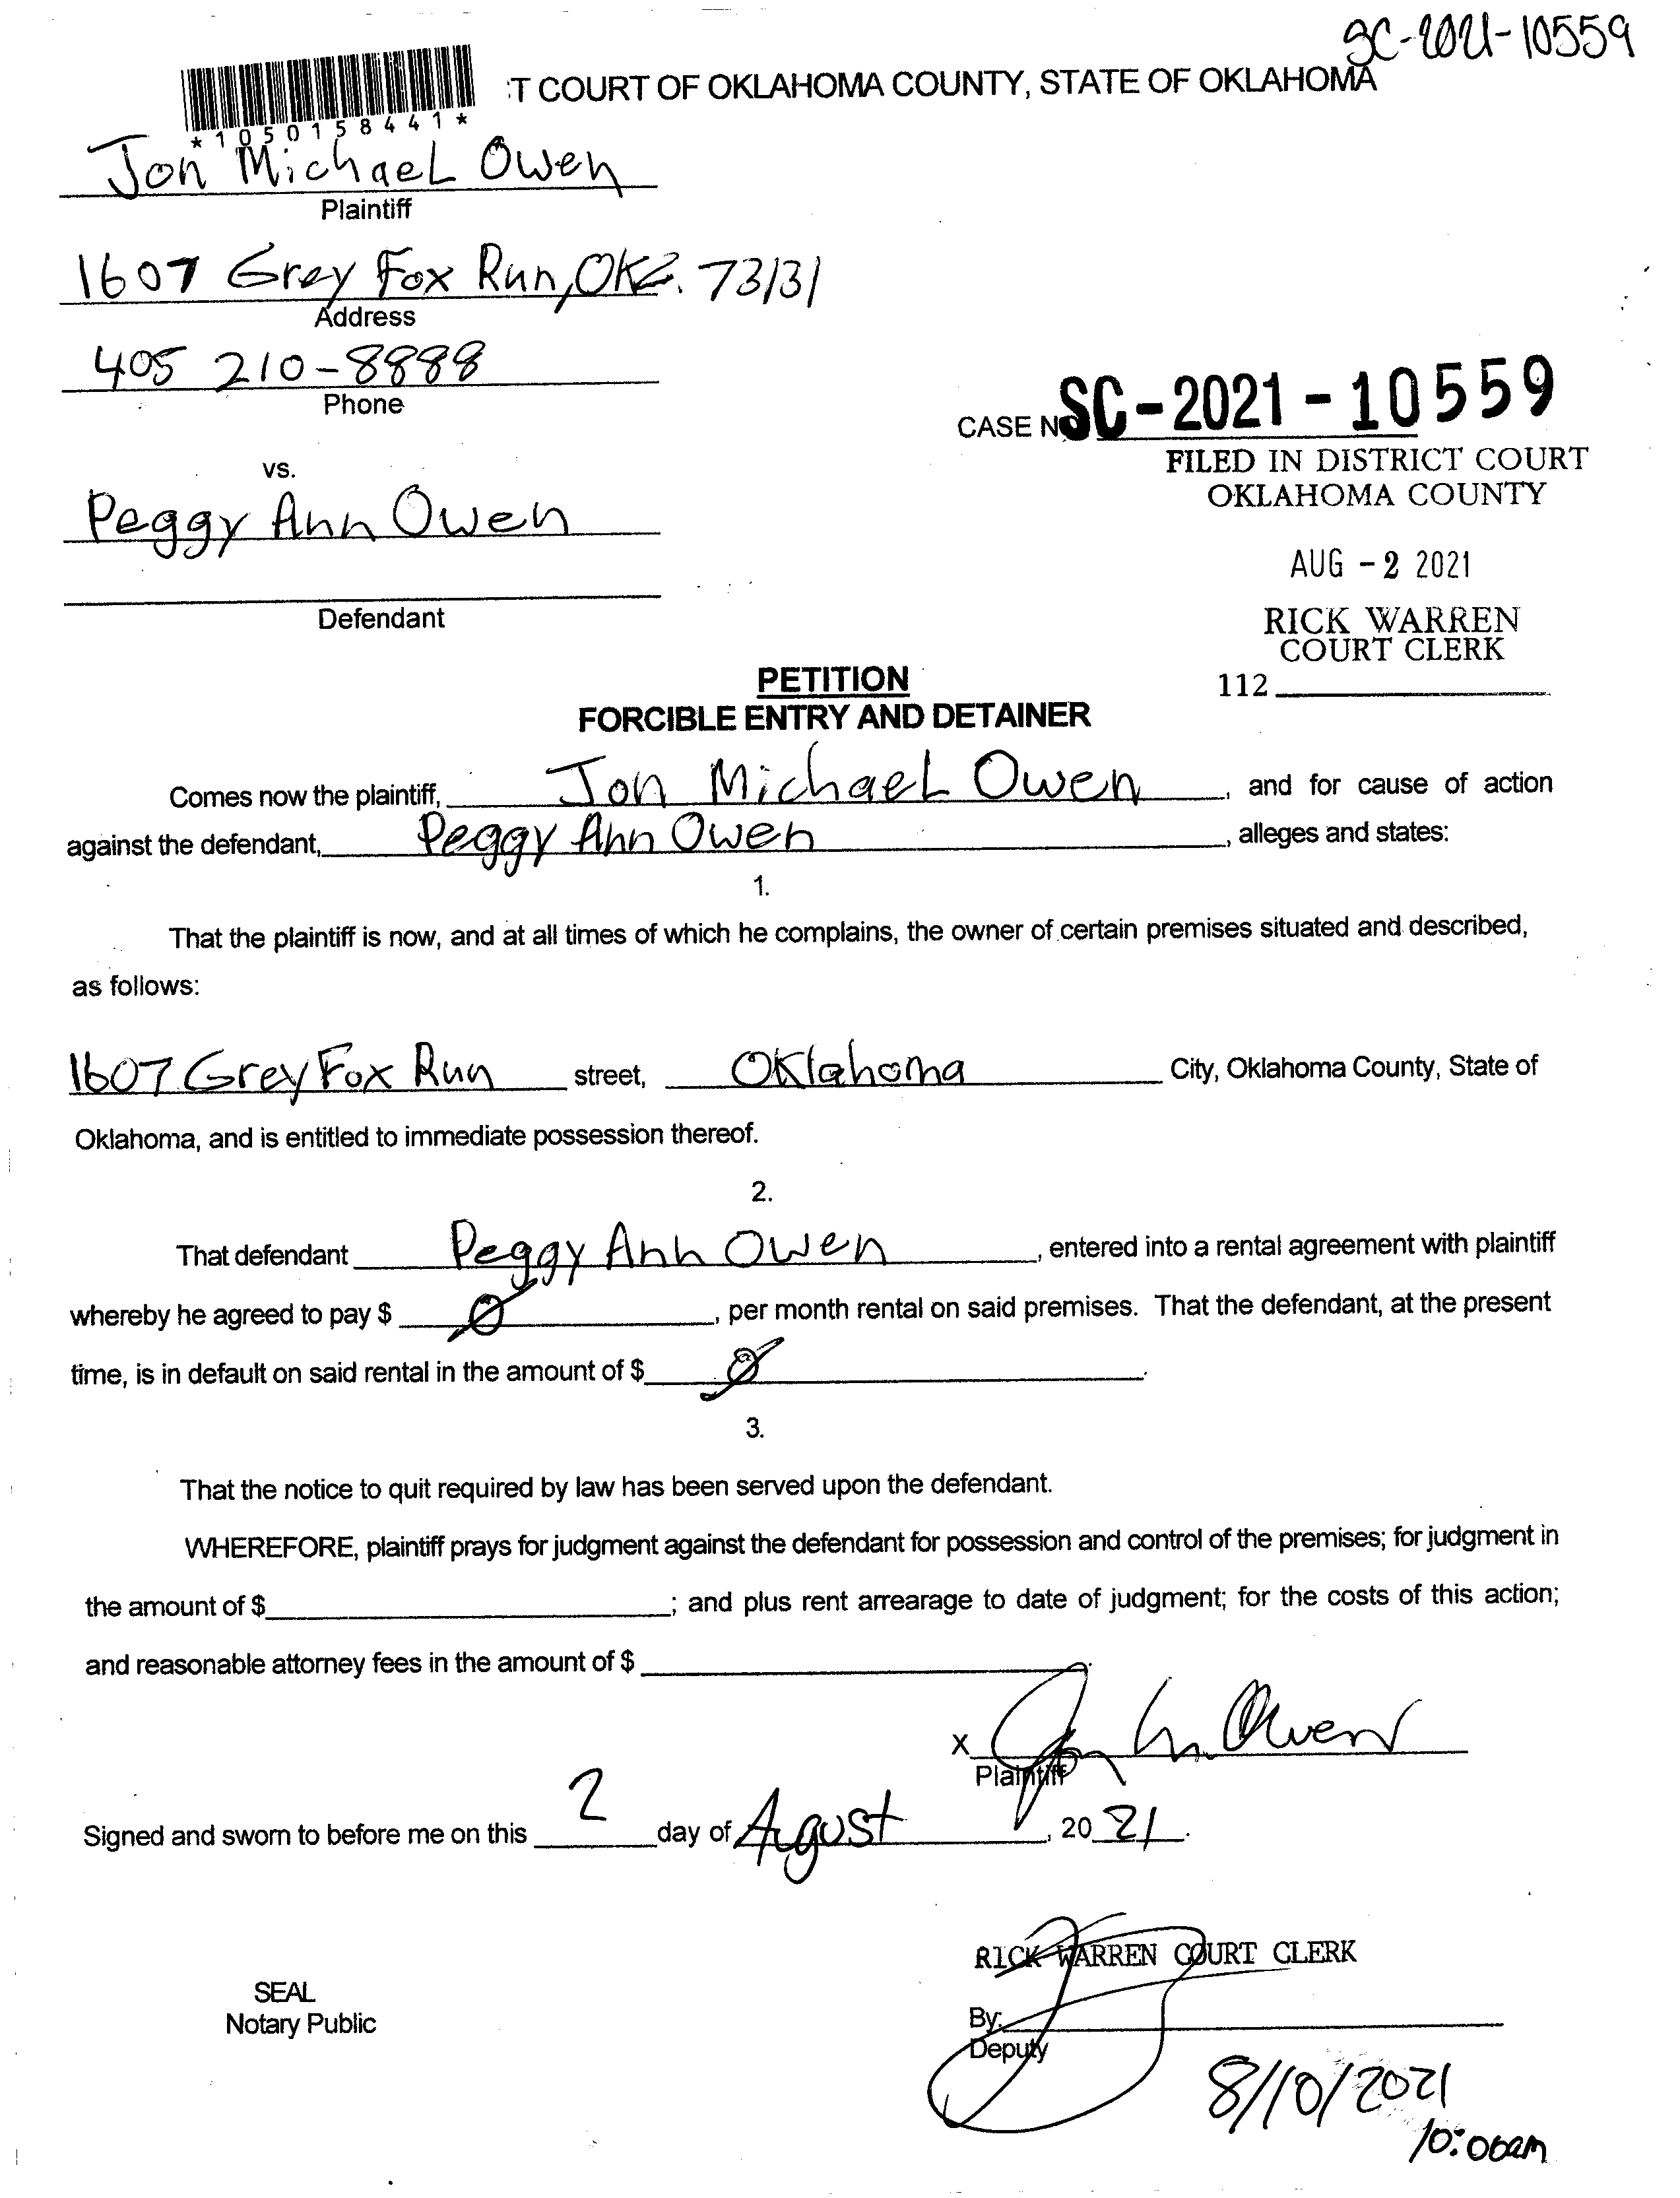 SC-2021-10559
T COURT OF OKLAHOMA COUNTY, STATE OF OKLAHOMA
*1050158441*
Jon Michael Owen
Plaintiff
1607 Grey Fox Run, OKC. 73131
Address
405 210-8888
Phone
CASE NO SC-2021-10559
FILED IN DISTRICT COURT
OKLAHOMA COUNTY
vs.
Peggy Ann Owen
AUG -2 2021
Defendant
RICK WARREN
COURT CLERK
112
PETITION
FORCIBLE ENTRY AND DETAINER
Comes now the plaintiff, Jon Michael Owen, and for cause of action
against the defendant, Peggy Ann Owen, alleges and states:
1.
That the plaintiff is now, and at all times of which he complains, the owner of certain premises situated and described,
as follows:
1607 Grey Fox Run street, Oklahoma City, Oklahoma County, State of
Oklahoma, and is entitled to immediate possession thereof.
2.
That defendant Peggy Ann Owen, entered into a rental agreement with plaintiff
whereby he agreed to pay $ 0, per month rental on said premises. That the defendant, at the present
time, is in default on said rental in the amount of $ 0.
3.
That the notice to quit required by law has been served upon the defendant.
WHEREFORE, plaintiff prays for judgment against the defendant for possession and control of the premises; for judgment in
the amount of $; and plus rent arrearage to date of judgment; for the costs of this action;
and reasonable attorney fees in the amount of $.
X
Plaintiff
Signed and sworn to before me on this 2 day of Agust, 20 21.
RICK WARREN COURT CLERK
SEAL
Notary Public
By:
Deputy
8/10/2021
10:00am